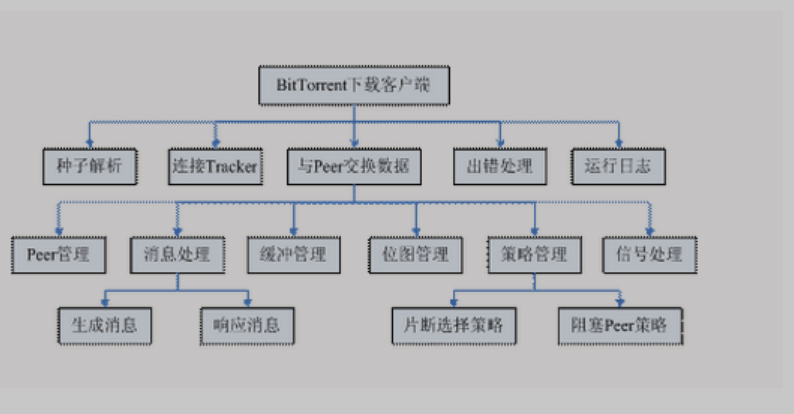 BitTorrent下载客户端
种子解析
连接Tracker
与Peer交换数据
出错处理
运行日志
Peer管理
消息处理
缓冲管理
位图管理
策略管理
信号处理
生成消息
响应消息
片断选择策略
阻塞Peer策略